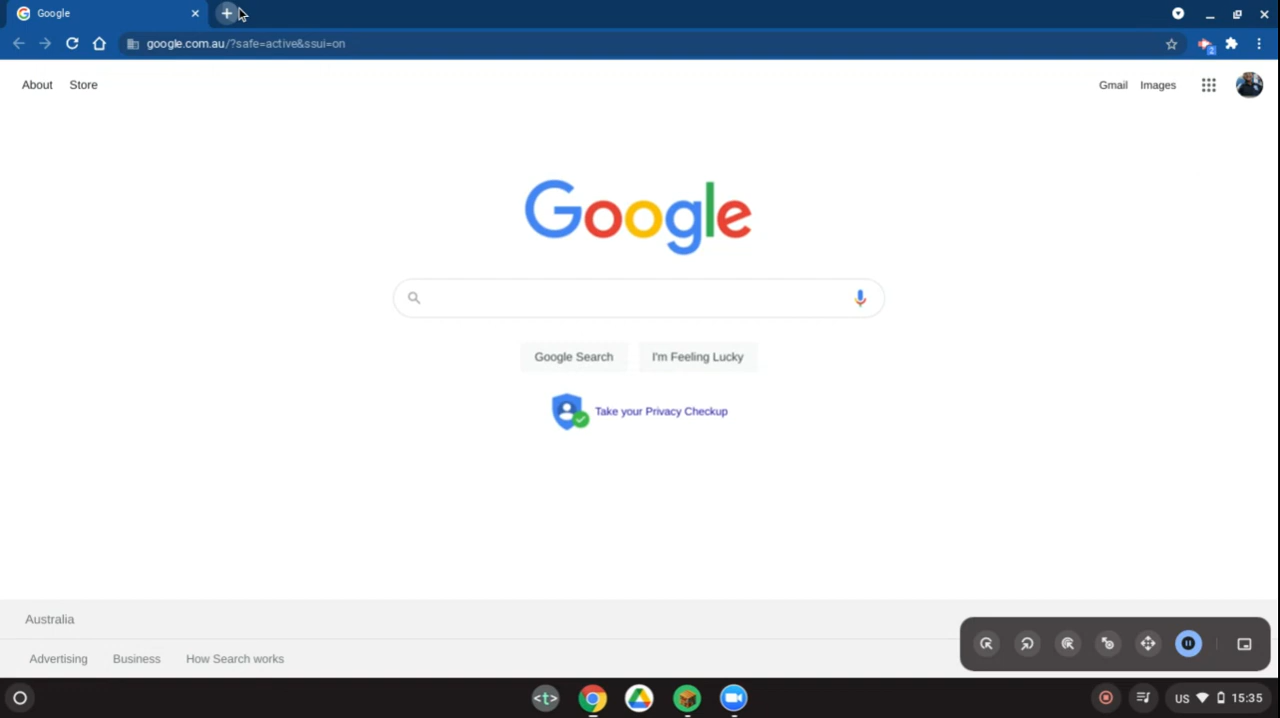 Google
google.com.au/?safe=active&ssui=on
About Store
Gmail Images
Google
Google Search I'm Feeling Lucky
Take your Privacy Checkup
Australia
Advertising Business How Search works
<t>
US 15:35